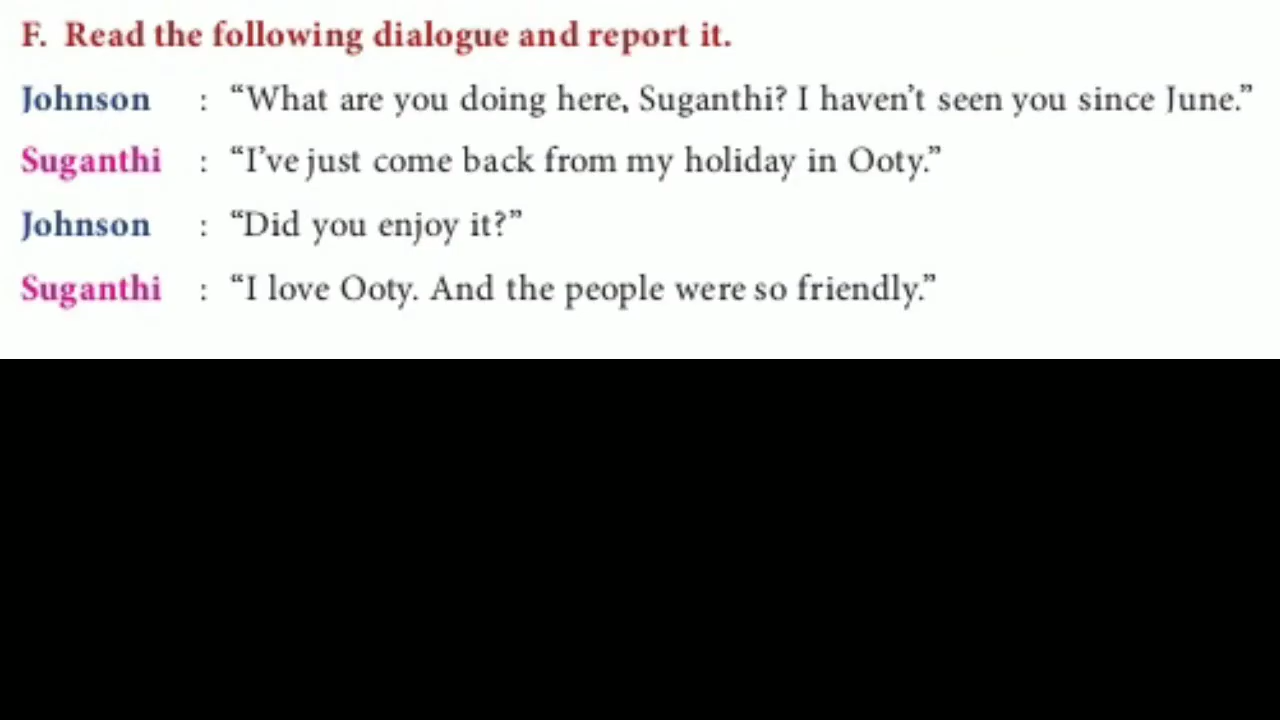 F. Read the following dialogue and report it.
Johnson : “What are you doing here, Suganthi? I haven’t seen you since June.”
Suganthi : “I’ve just come back from my holiday in Ooty.”
Johnson : “Did you enjoy it?”
Suganthi : “I love Ooty. And the people were so friendly.”